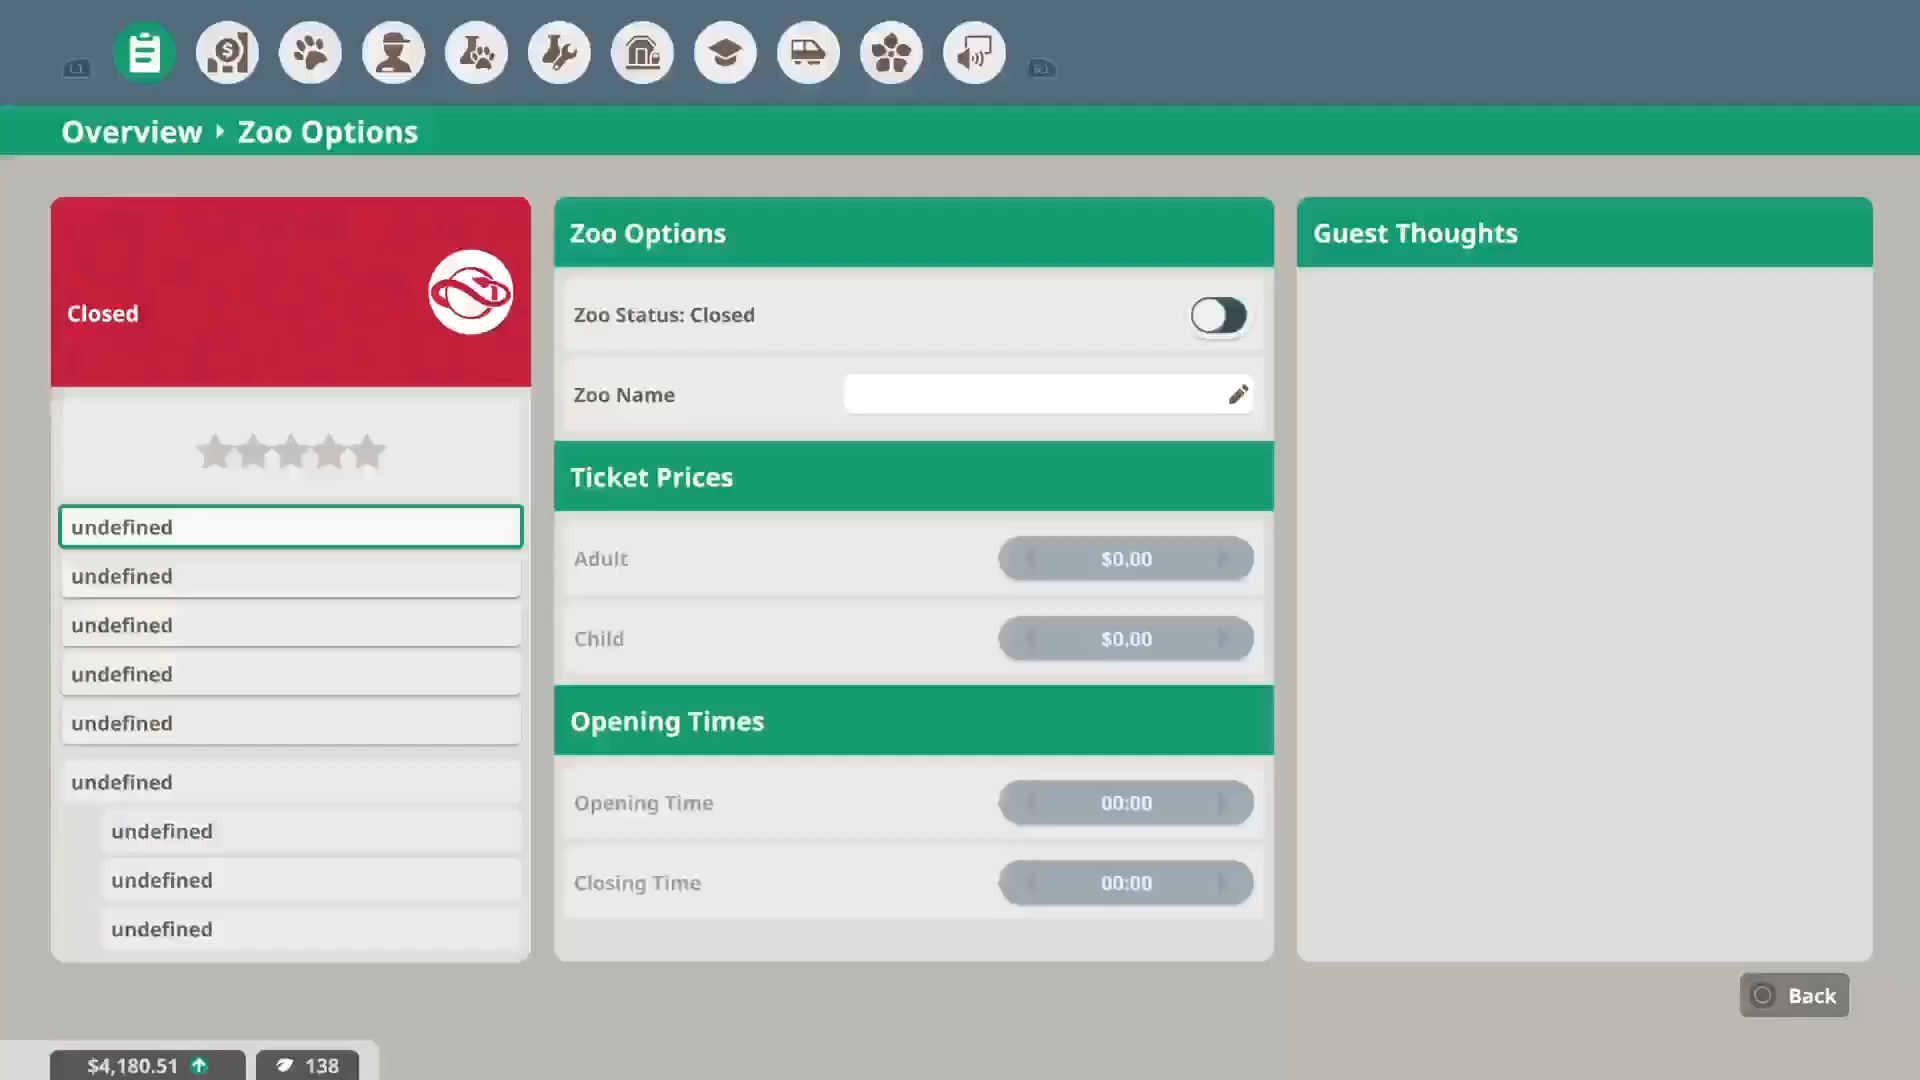 L1
R1
Overview ▸ Zoo Options
Closed
undefined
undefined
undefined
undefined
undefined
undefined
undefined
undefined
undefined
Zoo Options
Zoo Status: Closed
Zoo Name
Ticket Prices
Adult $0.00
Child $0.00
Opening Times
Opening Time 00:00
Closing Time 00:00
Guest Thoughts
Back
$4,180.51
138